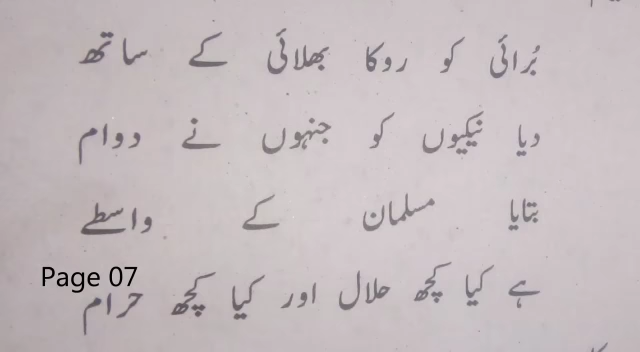 بُرائی کو روکا بھلائی کے ساتھ
دیا نیکیوں کو جنہوں نے دوام
بتایا مسلمان کے واسطے
ہے کیا کچھ حلال اور کیا کچھ حرام
Page 07